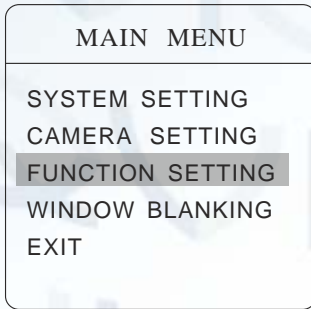 MAIN MENU
SYSTEM SETTING
CAMERA SETTING
FUNCTION SETTING
WINDOW BLANKING
EXIT